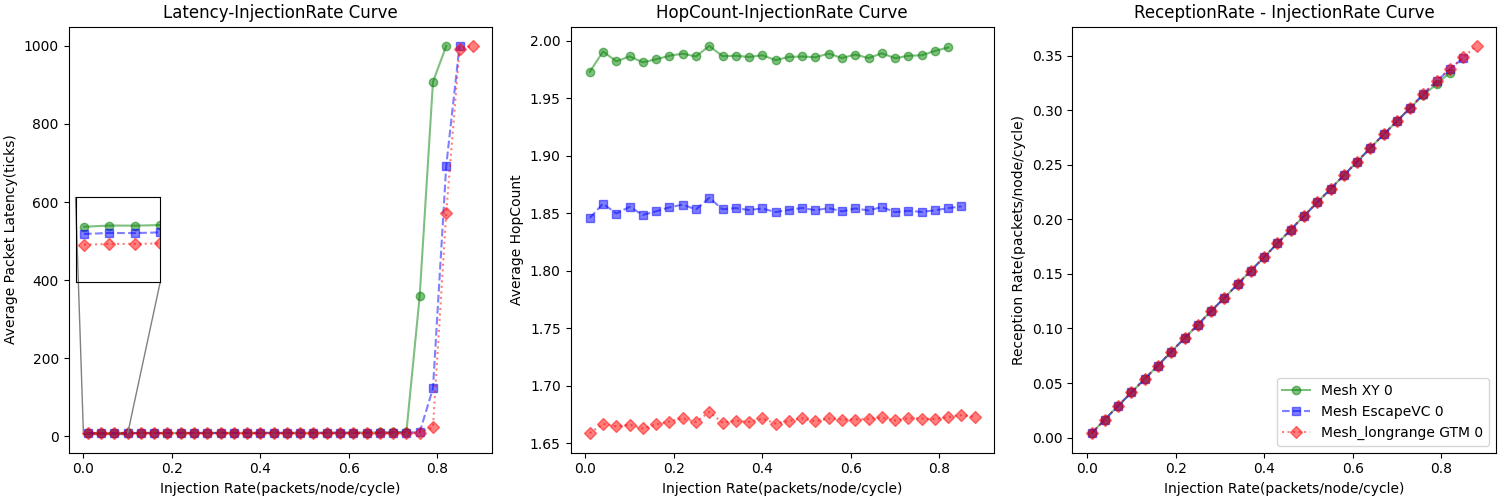 Latency-InjectionRate Curve
Average Packet Latency(ticks)
1000
800
600
400
200
0
0.0 0.2 0.4 0.6 0.8
Injection Rate(packets/node/cycle)
HopCount-InjectionRate Curve
Average HopCount
2.00
1.95
1.90
1.85
1.80
1.75
1.70
1.65
0.0 0.2 0.4 0.6 0.8
Injection Rate(packets/node/cycle)
ReceptionRate - InjectionRate Curve
Reception Rate(packets/node/cycle)
0.35
0.30
0.25
0.20
0.15
0.10
0.05
0.00
Mesh XY 0
Mesh EscapeVC 0
Mesh_longrange GTM 0
0.0 0.2 0.4 0.6 0.8
Injection Rate(packets/node/cycle)